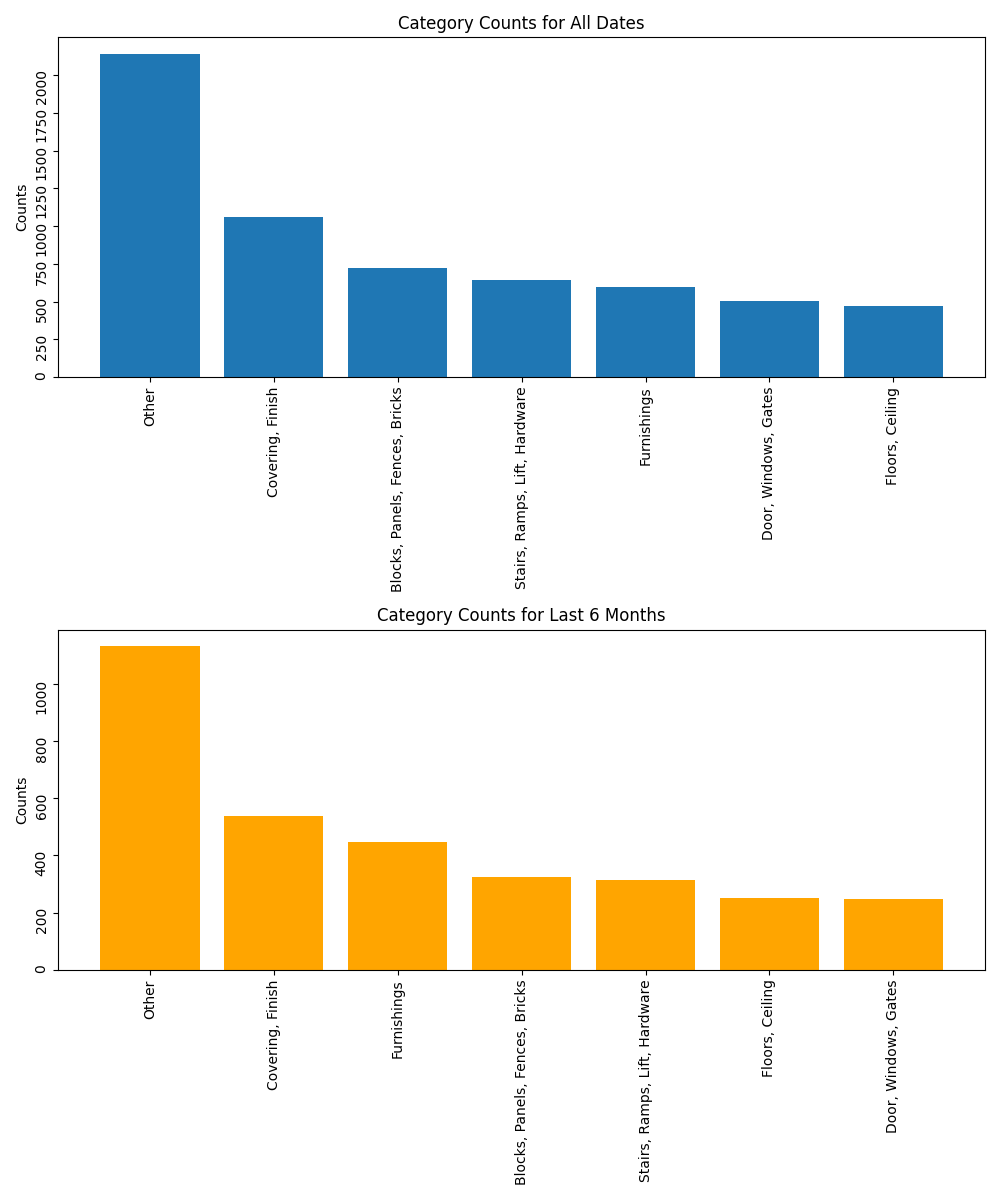 Category Counts for All Dates
Counts
2000
1750
1500
1250
1000
750
500
250
0
Other
Covering, Finish
Blocks, Panels, Fences, Bricks
Stairs, Ramps, Lift, Hardware
Furnishings
Door, Windows, Gates
Floors, Ceiling
Category Counts for Last 6 Months
Counts
1000
800
600
400
200
0
Other
Covering, Finish
Furnishings
Blocks, Panels, Fences, Bricks
Stairs, Ramps, Lift, Hardware
Floors, Ceiling
Door, Windows, Gates